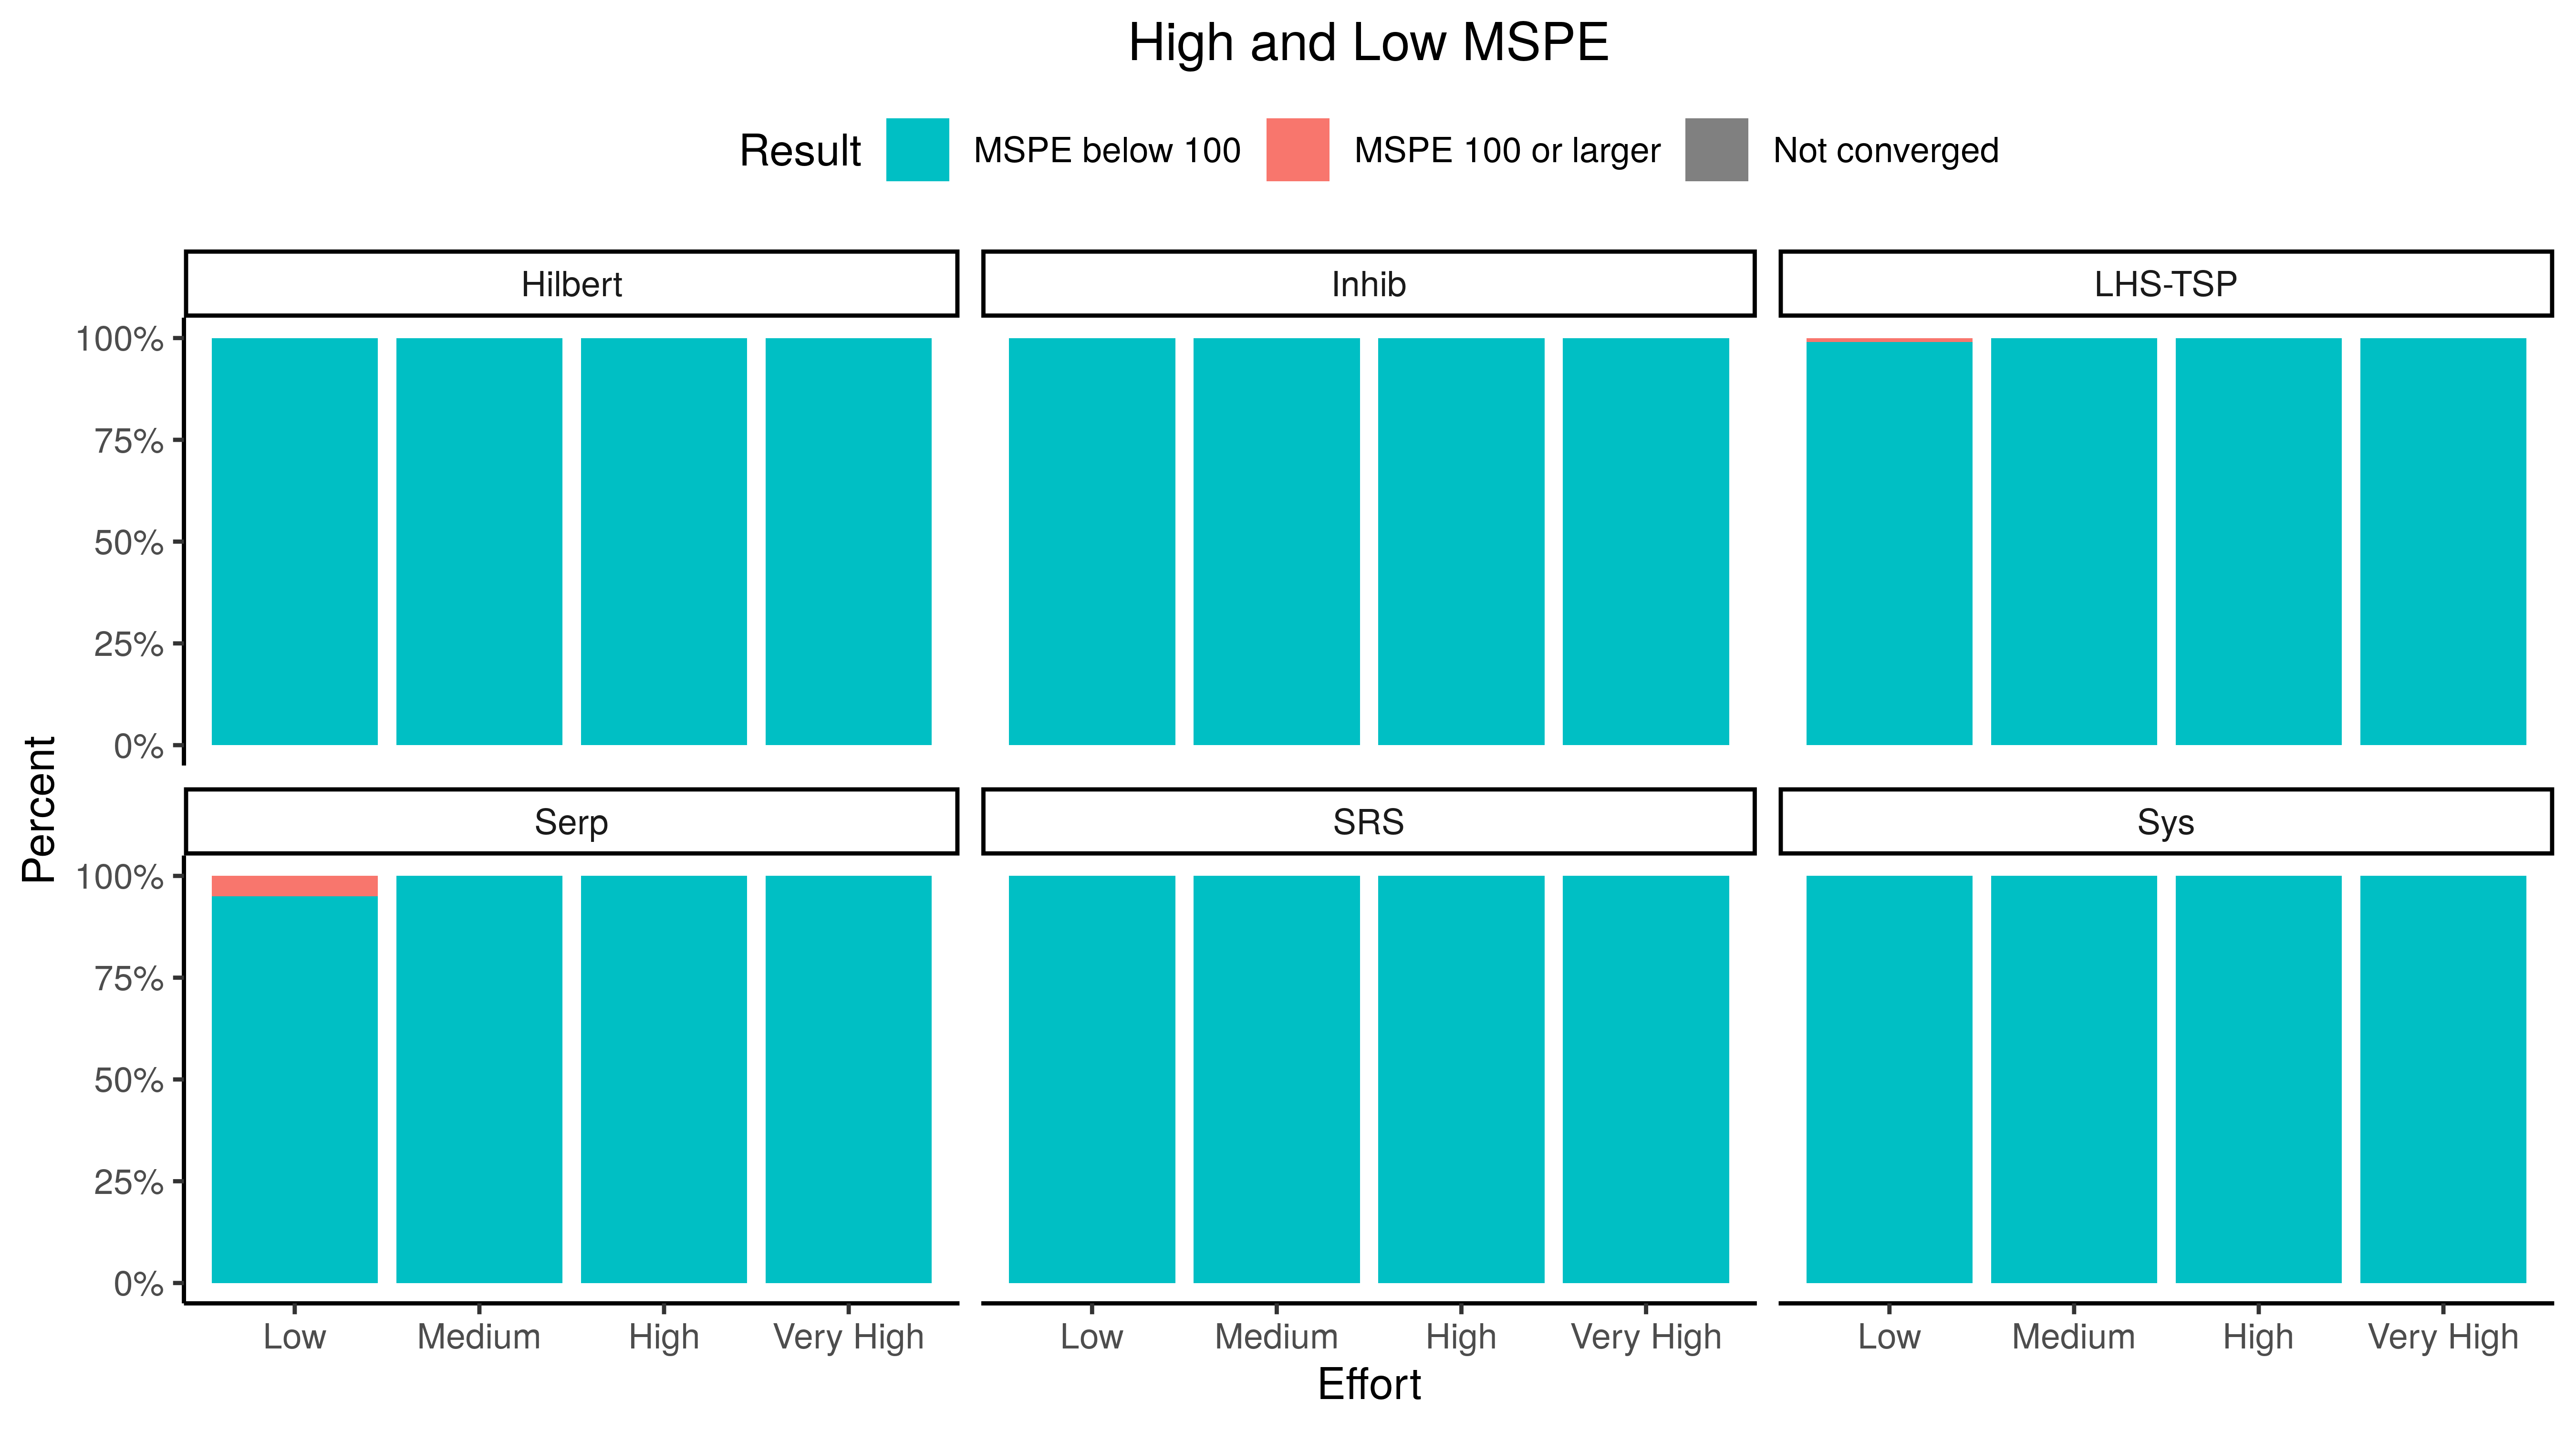 High and Low MSPE
Result MSPE below 100 MSPE 100 or larger Not converged
Hilbert Inhib LHS-TSP
100%
75%
50%
25%
0%
Percent
Serp SRS Sys
100%
75%
50%
25%
0%
Low Medium High Very High Low Medium High Very High Low Medium High Very High
Effort